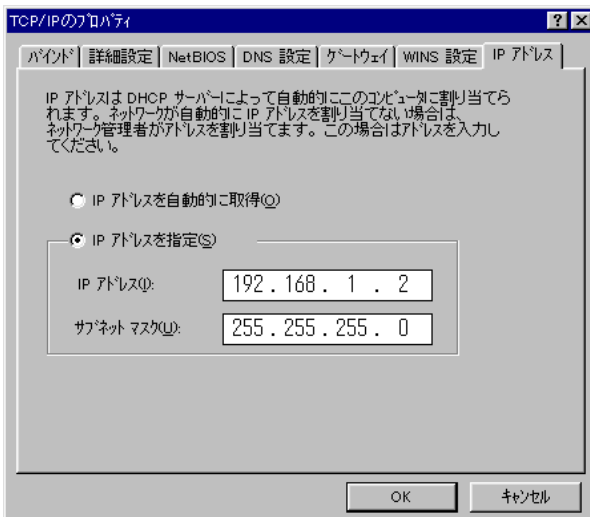 TCP/IPのﾌﾟﾛﾊﾟﾃｨ
ﾊﾞｲﾝﾄﾞ 詳細設定 NetBIOS DNS 設定 ｹﾞｰﾄｳｪｲ WINS 設定 IP ｱﾄﾞﾚｽ
IP ｱﾄﾞﾚｽは DHCP ｻｰﾊﾞｰによって自動的にこのｺﾝﾋﾟｭｰﾀに割り当てら
れます。ﾈｯﾄﾜｰｸが自動的に IP ｱﾄﾞﾚｽを割り当てない場合は、
ﾈｯﾄﾜｰｸ管理者がｱﾄﾞﾚｽを割り当てます。この場合はｱﾄﾞﾚｽを入力し
てください。
IP ｱﾄﾞﾚｽを自動的に取得(O)
IP ｱﾄﾞﾚｽを指定(S)
IP ｱﾄﾞﾚｽ(I): 192 . 168 . 1 . 2
ｻﾌﾞﾈｯﾄ ﾏｽｸ(U): 255 . 255 . 255 . 0
OK ｷｬﾝｾﾙ